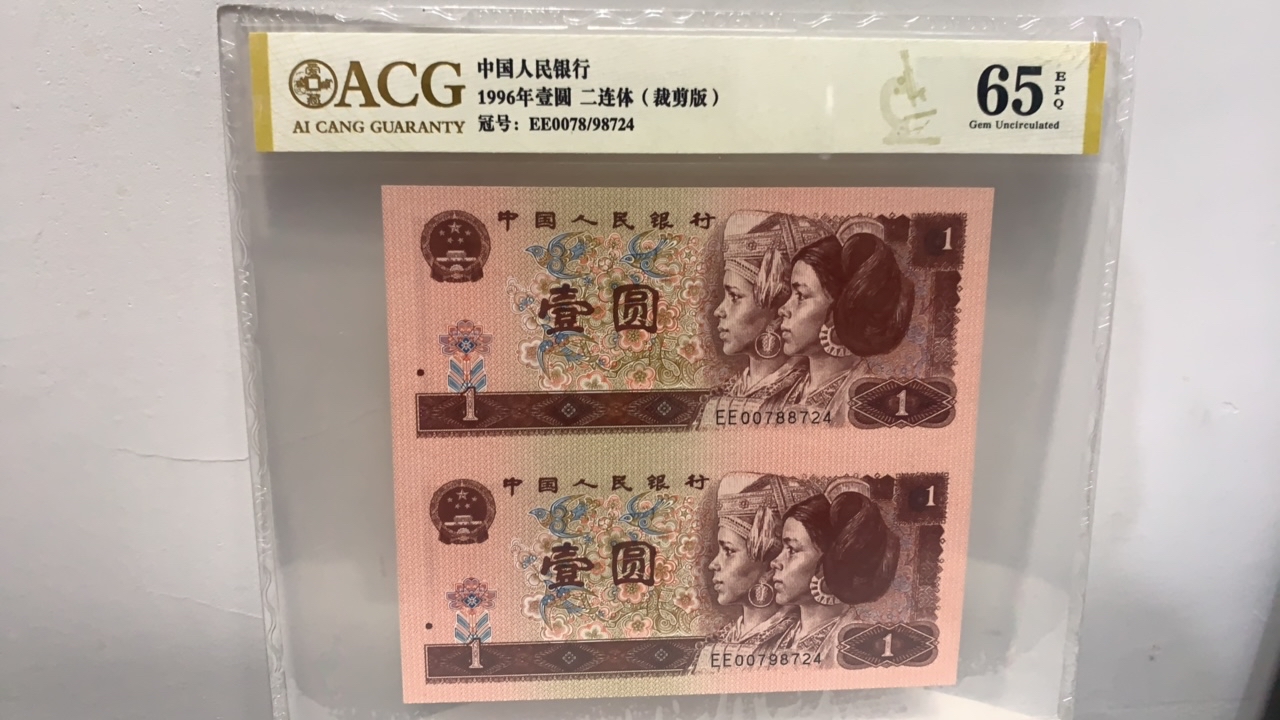 ACG
AI CANG GUARANTY
中国人民银行
1996年壹圆 二连体（裁剪版）
冠号：EE0078/98724
65 EPQ
Gem Uncirculated
中国人民银行
1
壹圆
1
EE00788724
1
中国人民银行
1
壹圆
1
EE00798724
1